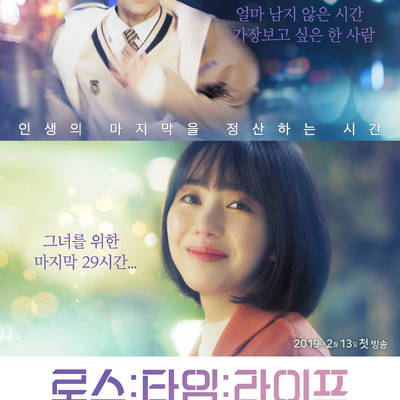 얼마 남지 않은 시간
가장보고 싶은 한 사람
인생의 마지막을 정산하는 시간
그녀를 위한
마지막 29시간...
2019-2월 13일 첫 방송
로스:타임:라이프